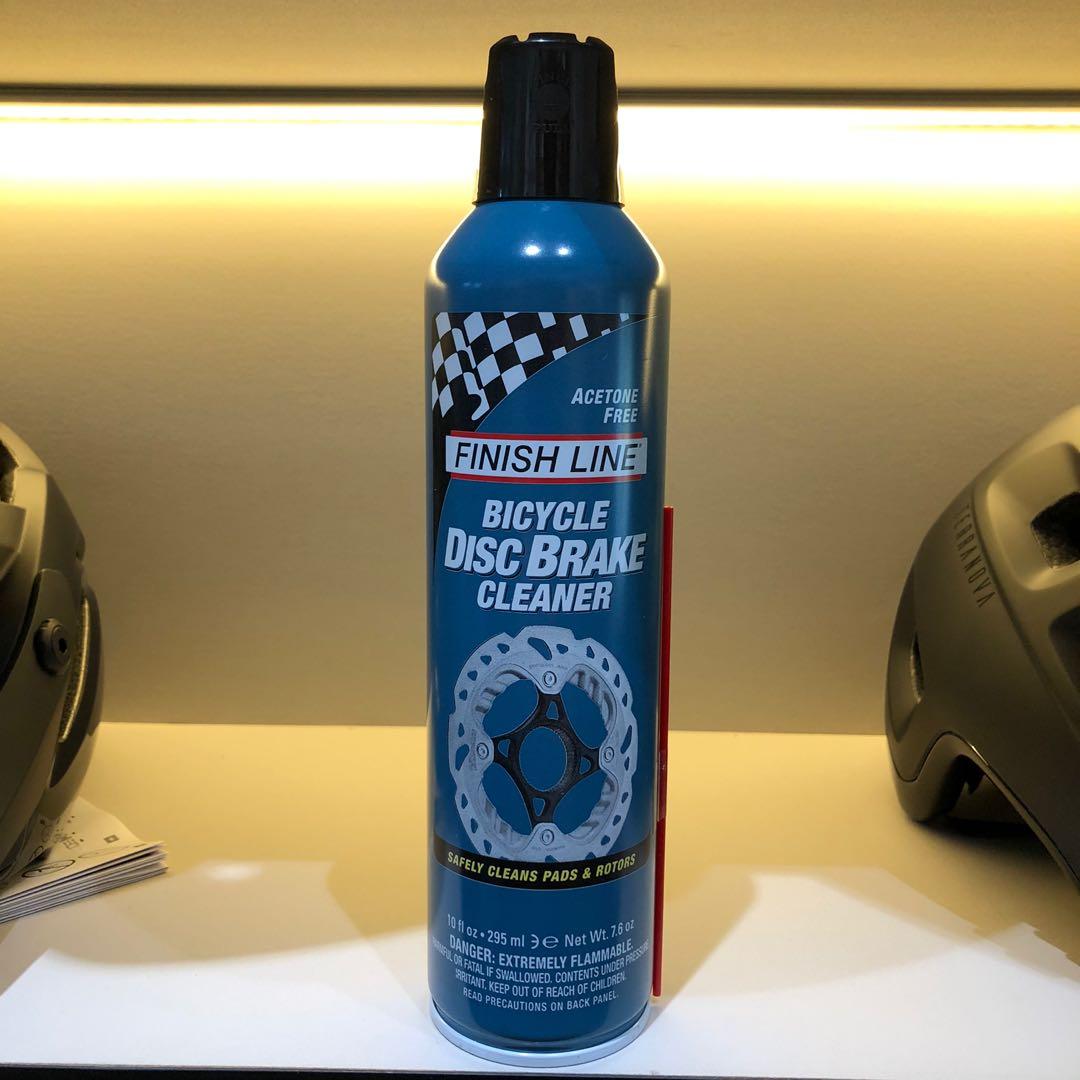 ACETONE
FREE
FINISH LINE
BICYCLE
DISC BRAKE
CLEANER
SAFELY CLEANS PADS & ROTORS
10 fl oz • 295 ml ℮ Net Wt. 7.6 oz
DANGER: EXTREMELY FLAMMABLE.
HARMFUL OR FATAL IF SWALLOWED. CONTENTS UNDER PRESSURE.
IRRITANT. KEEP OUT OF REACH OF CHILDREN.
READ PRECAUTIONS ON BACK PANEL.
TERRANOVA